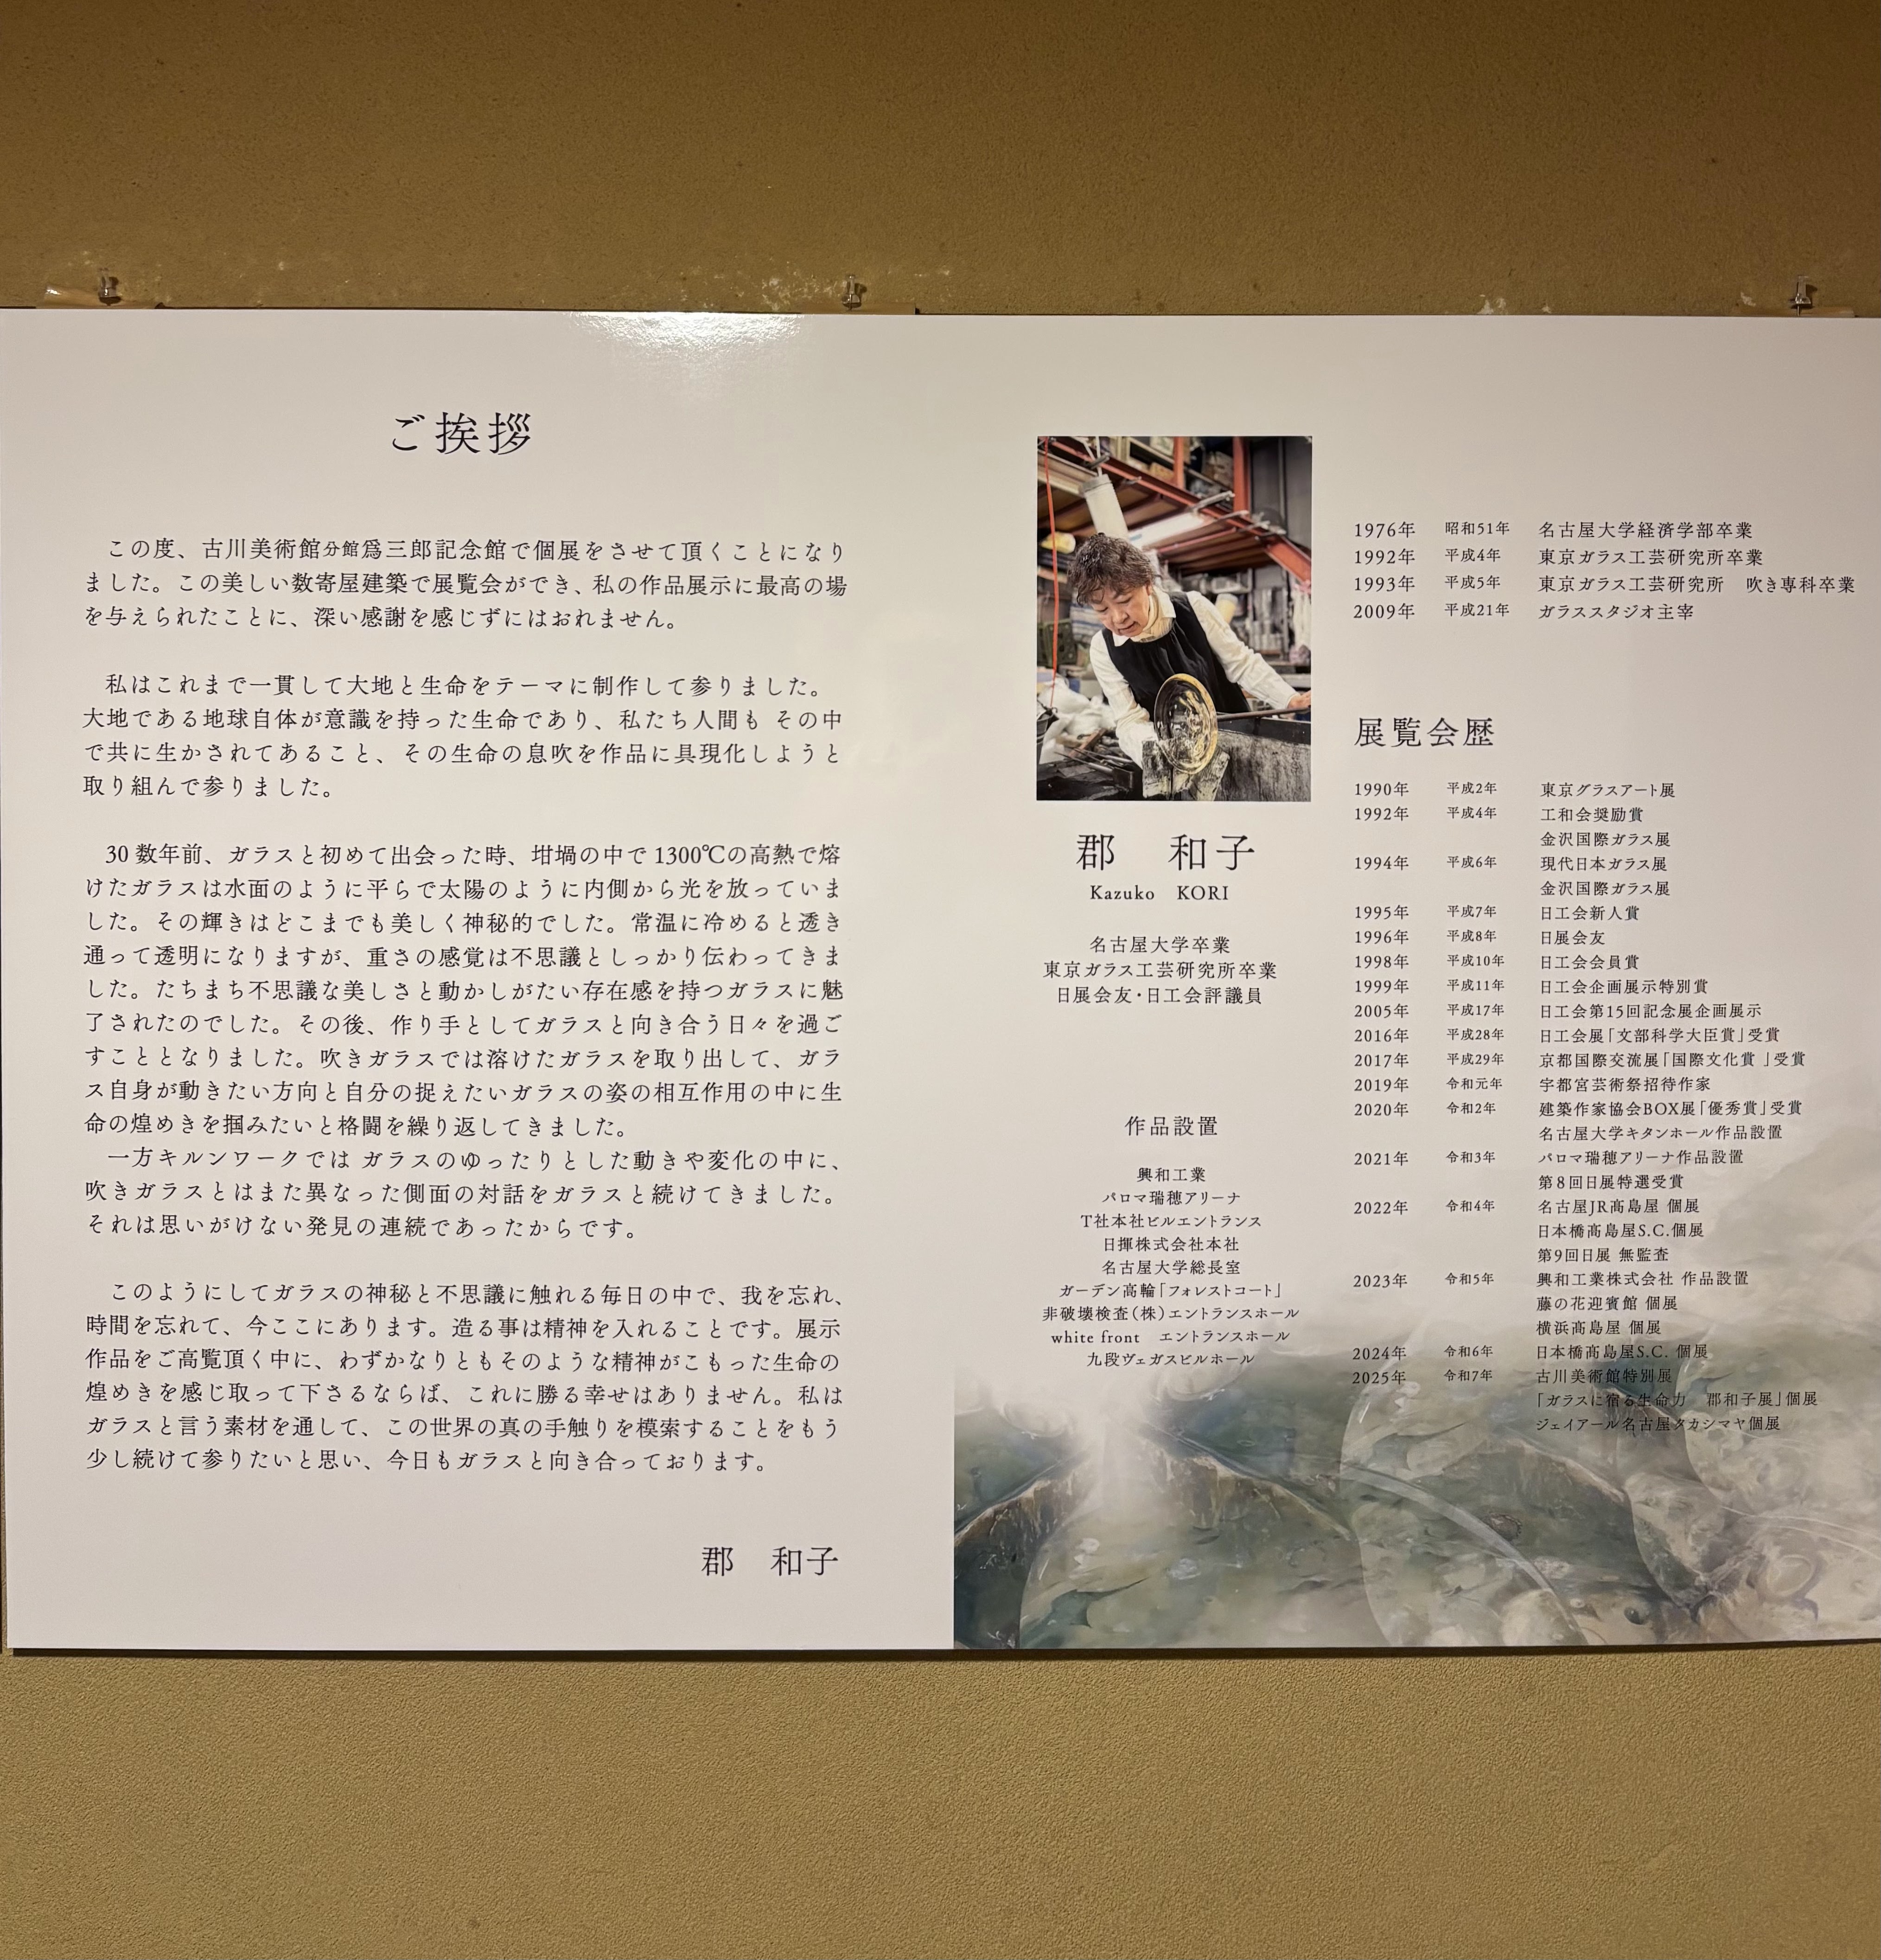 ご挨拶
この度、古川美術館分館爲三郎記念館で個展をさせて頂くことになり
ました。この美しい数寄屋建築で展覧会ができ、私の作品展示に最高の場
を与えられたことに、深い感謝を感じずにはおれません。
私はこれまで一貫して大地と生命をテーマに制作して参りました。
大地である地球自体が意識を持った生命であり、私たち人間も その中
で共に生かされてあること、その生命の息吹を作品に具現化しようと
取り組んで参りました。
30数年前、ガラスと初めて出会った時、坩堝の中で1300℃の高熱で熔
けたガラスは水面のように平らで太陽のように内側から光を放っていま
した。その輝きはどこまでも美しく神秘的でした。常温に冷めると透き
通って透明になりますが、重さの感覚は不思議としっかり伝わってきま
した。たちまち不思議な美しさと動かしがたい存在感を持つガラスに魅
了されたのでした。その後、作り手としてガラスと向き合う日々を過ご
すこととなりました。吹きガラスでは溶けたガラスを取り出して、ガラ
ス自身が動きたい方向と自分の捉えたいガラスの姿の相互作用の中に生
命の煌めきを掴みたいと格闘を繰り返してきました。
一方キルンワークでは ガラスのゆったりとした動きや変化の中に、
吹きガラスとはまた異なった側面の対話をガラスと続けてきました。
それは思いがけない発見の連続であったからです。
このようにしてガラスの神秘と不思議に触れる毎日の中で、我を忘れ、
時間を忘れて、今ここにあります。造る事は精神を入れることです。展示
作品をご高覧頂く中に、わずかなりともそのような精神がこもった生命の
煌めきを感じ取って下さるならば、これに勝る幸せはありません。私は
ガラスと言う素材を通して、この世界の真の手触りを模索することをもう
少し続けて参りたいと思い、今日もガラスと向き合っております。
郡 和子
郡 和子
Kazuko KORI
名古屋大学卒業
東京ガラス工芸研究所卒業
日展会友・日工会評議員
作品設置
興和工業
パロマ瑞穂アリーナ
T社本社ビルエントランス
日揮株式会社本社
名古屋大学総長室
ガーデン高輪「フォレストコート」
非破壊検査(株)エントランスホール
white front エントランスホール
九段ヴェガスビルホール
1976年 昭和51年 名古屋大学経済学部卒業
1992年 平成4年 東京ガラス工芸研究所卒業
1993年 平成5年 東京ガラス工芸研究所 吹き専科卒業
2009年 平成21年 ガラススタジオ主宰
展覧会歴
1990年 平成2年 東京グラスアート展
1992年 平成4年 工和会奨励賞
金沢国際ガラス展
1994年 平成6年 現代日本ガラス展
金沢国際ガラス展
1995年 平成7年 日工会新人賞
1996年 平成8年 日展会友
1998年 平成10年 日工会会員賞
1999年 平成11年 日工会企画展示特別賞
2005年 平成17年 日工会第15回記念展企画展示
2016年 平成28年 日工会展「文部科学大臣賞」受賞
2017年 平成29年 京都国際交流展「国際文化賞 」受賞
2019年 令和元年 宇都宮芸術祭招待作家
2020年 令和2年 建築作家協会BOX展「優秀賞」受賞
名古屋大学キタンホール作品設置
2021年 令和3年 パロマ瑞穂アリーナ作品設置
第8回日展特選受賞
2022年 令和4年 名古屋JR髙島屋 個展
日本橋髙島屋S.C.個展
第9回日展 無監査
2023年 令和5年 興和工業株式会社 作品設置
藤の花迎賓館 個展
横浜髙島屋 個展
2024年 令和6年 日本橋髙島屋S.C. 個展
2025年 令和7年 古川美術館特別展
「ガラスに宿る生命力 郡和子展」個展
ジェイアール名古屋タカシマヤ個展